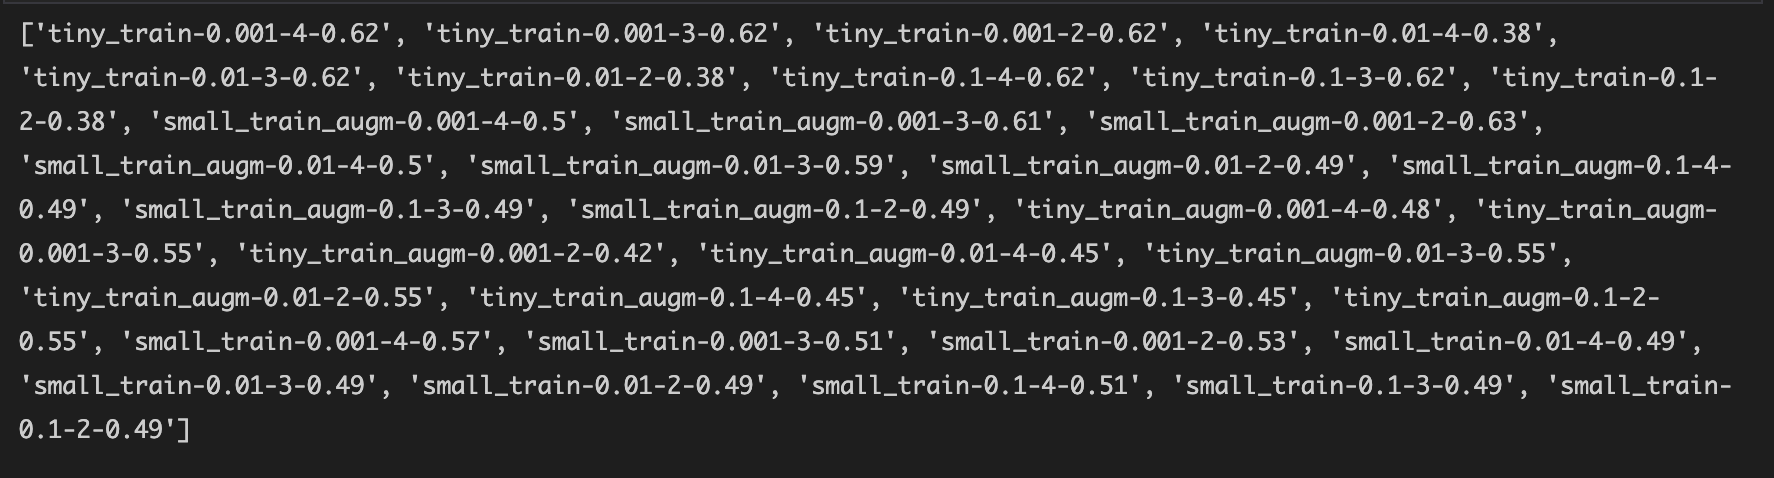 ['tiny_train-0.001-4-0.62', 'tiny_train-0.001-3-0.62', 'tiny_train-0.001-2-0.62', 'tiny_train-0.01-4-0.38',
'tiny_train-0.01-3-0.62', 'tiny_train-0.01-2-0.38', 'tiny_train-0.1-4-0.62', 'tiny_train-0.1-3-0.62', 'tiny_train-0.1-
2-0.38', 'small_train_augm-0.001-4-0.5', 'small_train_augm-0.001-3-0.61', 'small_train_augm-0.001-2-0.63',
'small_train_augm-0.01-4-0.5', 'small_train_augm-0.01-3-0.59', 'small_train_augm-0.01-2-0.49', 'small_train_augm-0.1-4-
0.49', 'small_train_augm-0.1-3-0.49', 'small_train_augm-0.1-2-0.49', 'tiny_train_augm-0.001-4-0.48', 'tiny_train_augm-
0.001-3-0.55', 'tiny_train_augm-0.001-2-0.42', 'tiny_train_augm-0.01-4-0.45', 'tiny_train_augm-0.01-3-0.55',
'tiny_train_augm-0.01-2-0.55', 'tiny_train_augm-0.1-4-0.45', 'tiny_train_augm-0.1-3-0.45', 'tiny_train_augm-0.1-2-
0.55', 'small_train-0.001-4-0.57', 'small_train-0.001-3-0.51', 'small_train-0.001-2-0.53', 'small_train-0.01-4-0.49',
'small_train-0.01-3-0.49', 'small_train-0.01-2-0.49', 'small_train-0.1-4-0.51', 'small_train-0.1-3-0.49', 'small_train-
0.1-2-0.49']